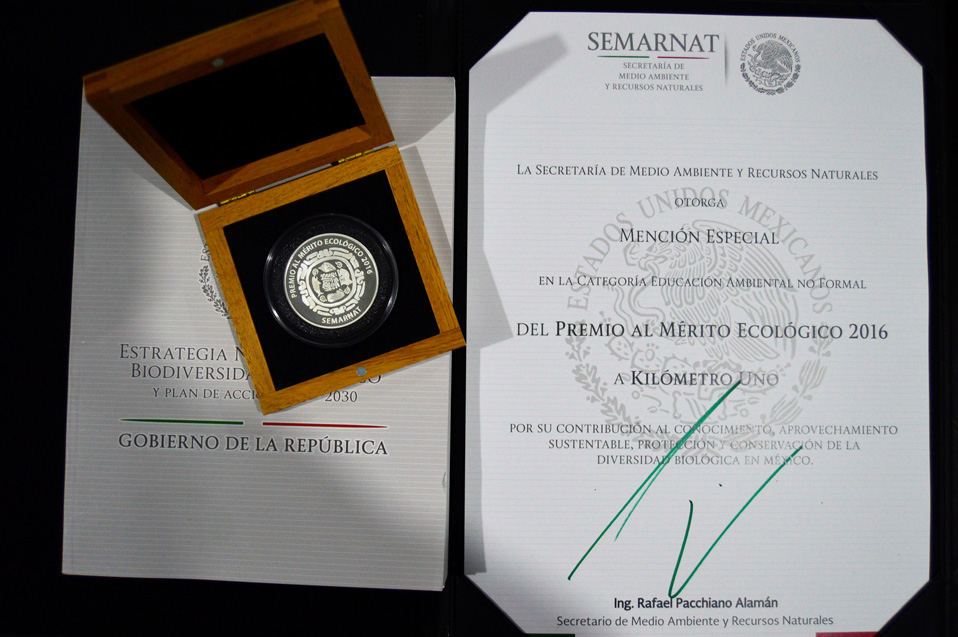 SEMARNAT
SECRETARÍA DE
MEDIO AMBIENTE
Y RECURSOS NATURALES
ESTADOS UNIDOS MEXICANOS
LA SECRETARÍA DE MEDIO AMBIENTE Y RECURSOS NATURALES
OTORGA
MENCIÓN ESPECIAL
EN LA CATEGORÍA EDUCACIÓN AMBIENTAL NO FORMAL
DEL PREMIO AL MÉRITO ECOLÓGICO 2016
A KILÓMETRO UNO
POR SU CONTRIBUCIÓN AL CONOCIMIENTO, APROVECHAMIENTO
SUSTENTABLE, PROTECCIÓN Y CONSERVACIÓN DE LA
DIVERSIDAD BIOLÓGICA EN MÉXICO.
ESTADOS UNIDOS MEXICANOS
Ing. Rafael Pacchiano Alamán
Secretario de Medio Ambiente y Recursos Naturales
PREMIO AL MÉRITO ECOLÓGICO 2016
SEMARNAT
ESTRATEGIA
BIODIVERSIDA
Y PLAN DE 2030
GOBIERNO DE LA REPÚBLICA